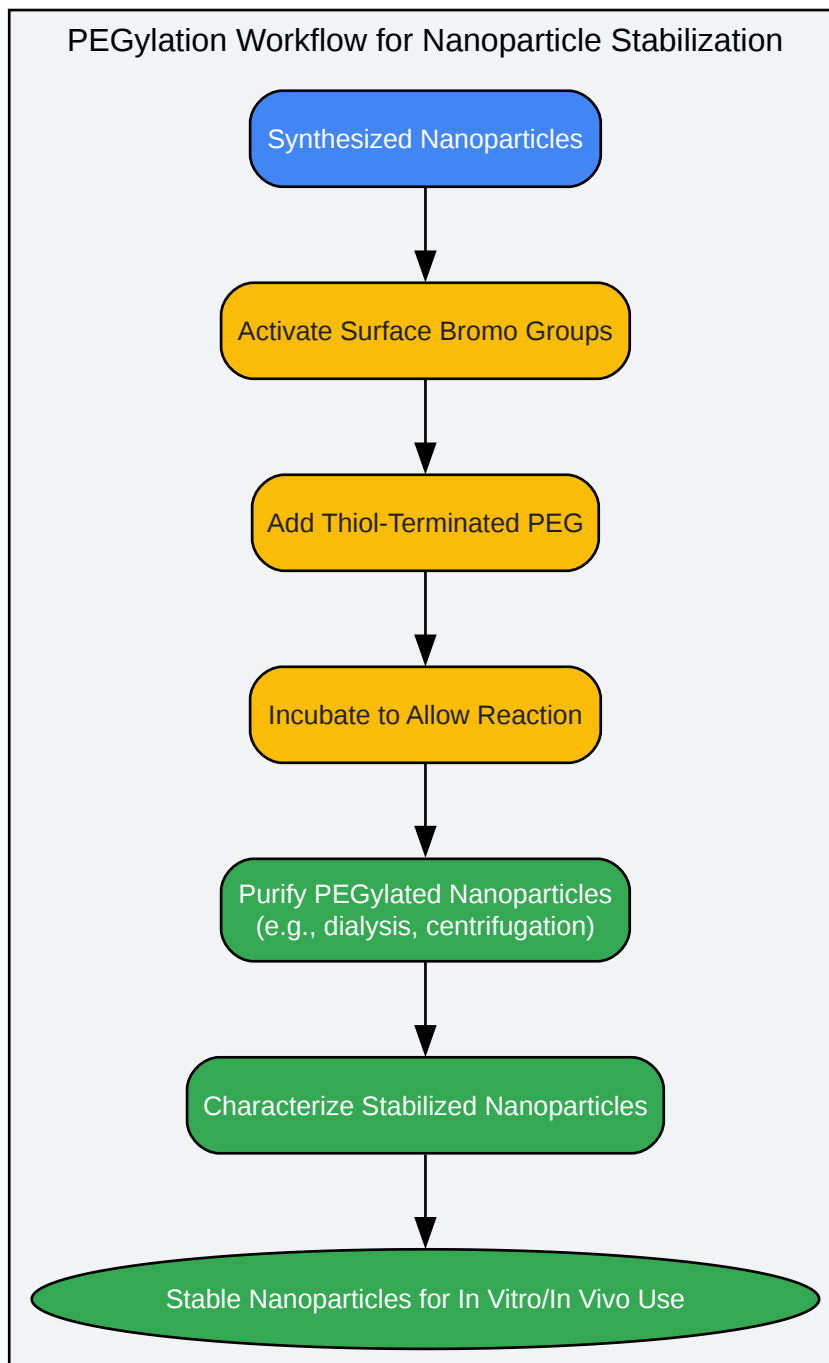 PEGylation Workflow for Nanoparticle Stabilization
Synthesized Nanoparticles
Activate Surface Bromo Groups
Add Thiol-Terminated PEG
Incubate to Allow Reaction
Purify PEGylated Nanoparticles
(e.g., dialysis, centrifugation)
Characterize Stabilized Nanoparticles
Stable Nanoparticles for In Vitro/In Vivo Use